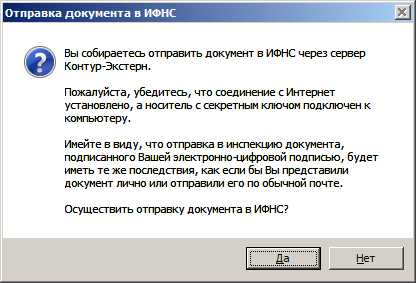 Отправка документа в ИФНС
Вы собираетесь отправить документ в ИФНС через сервер
Контур-Экстерн.
Пожалуйста, убедитесь, что соединение с Интернет
установлено, а носитель с секретным ключом подключен к
компьютеру.
Имейте в виду, что отправка в инспекцию документа,
подписанного Вашей электронно-цифровой подписью, будет
иметь те же последствия, как если бы Вы представили
документ лично или отправили его по обычной почте.
Осуществить отправку документа в ИФНС?
Да
Нет